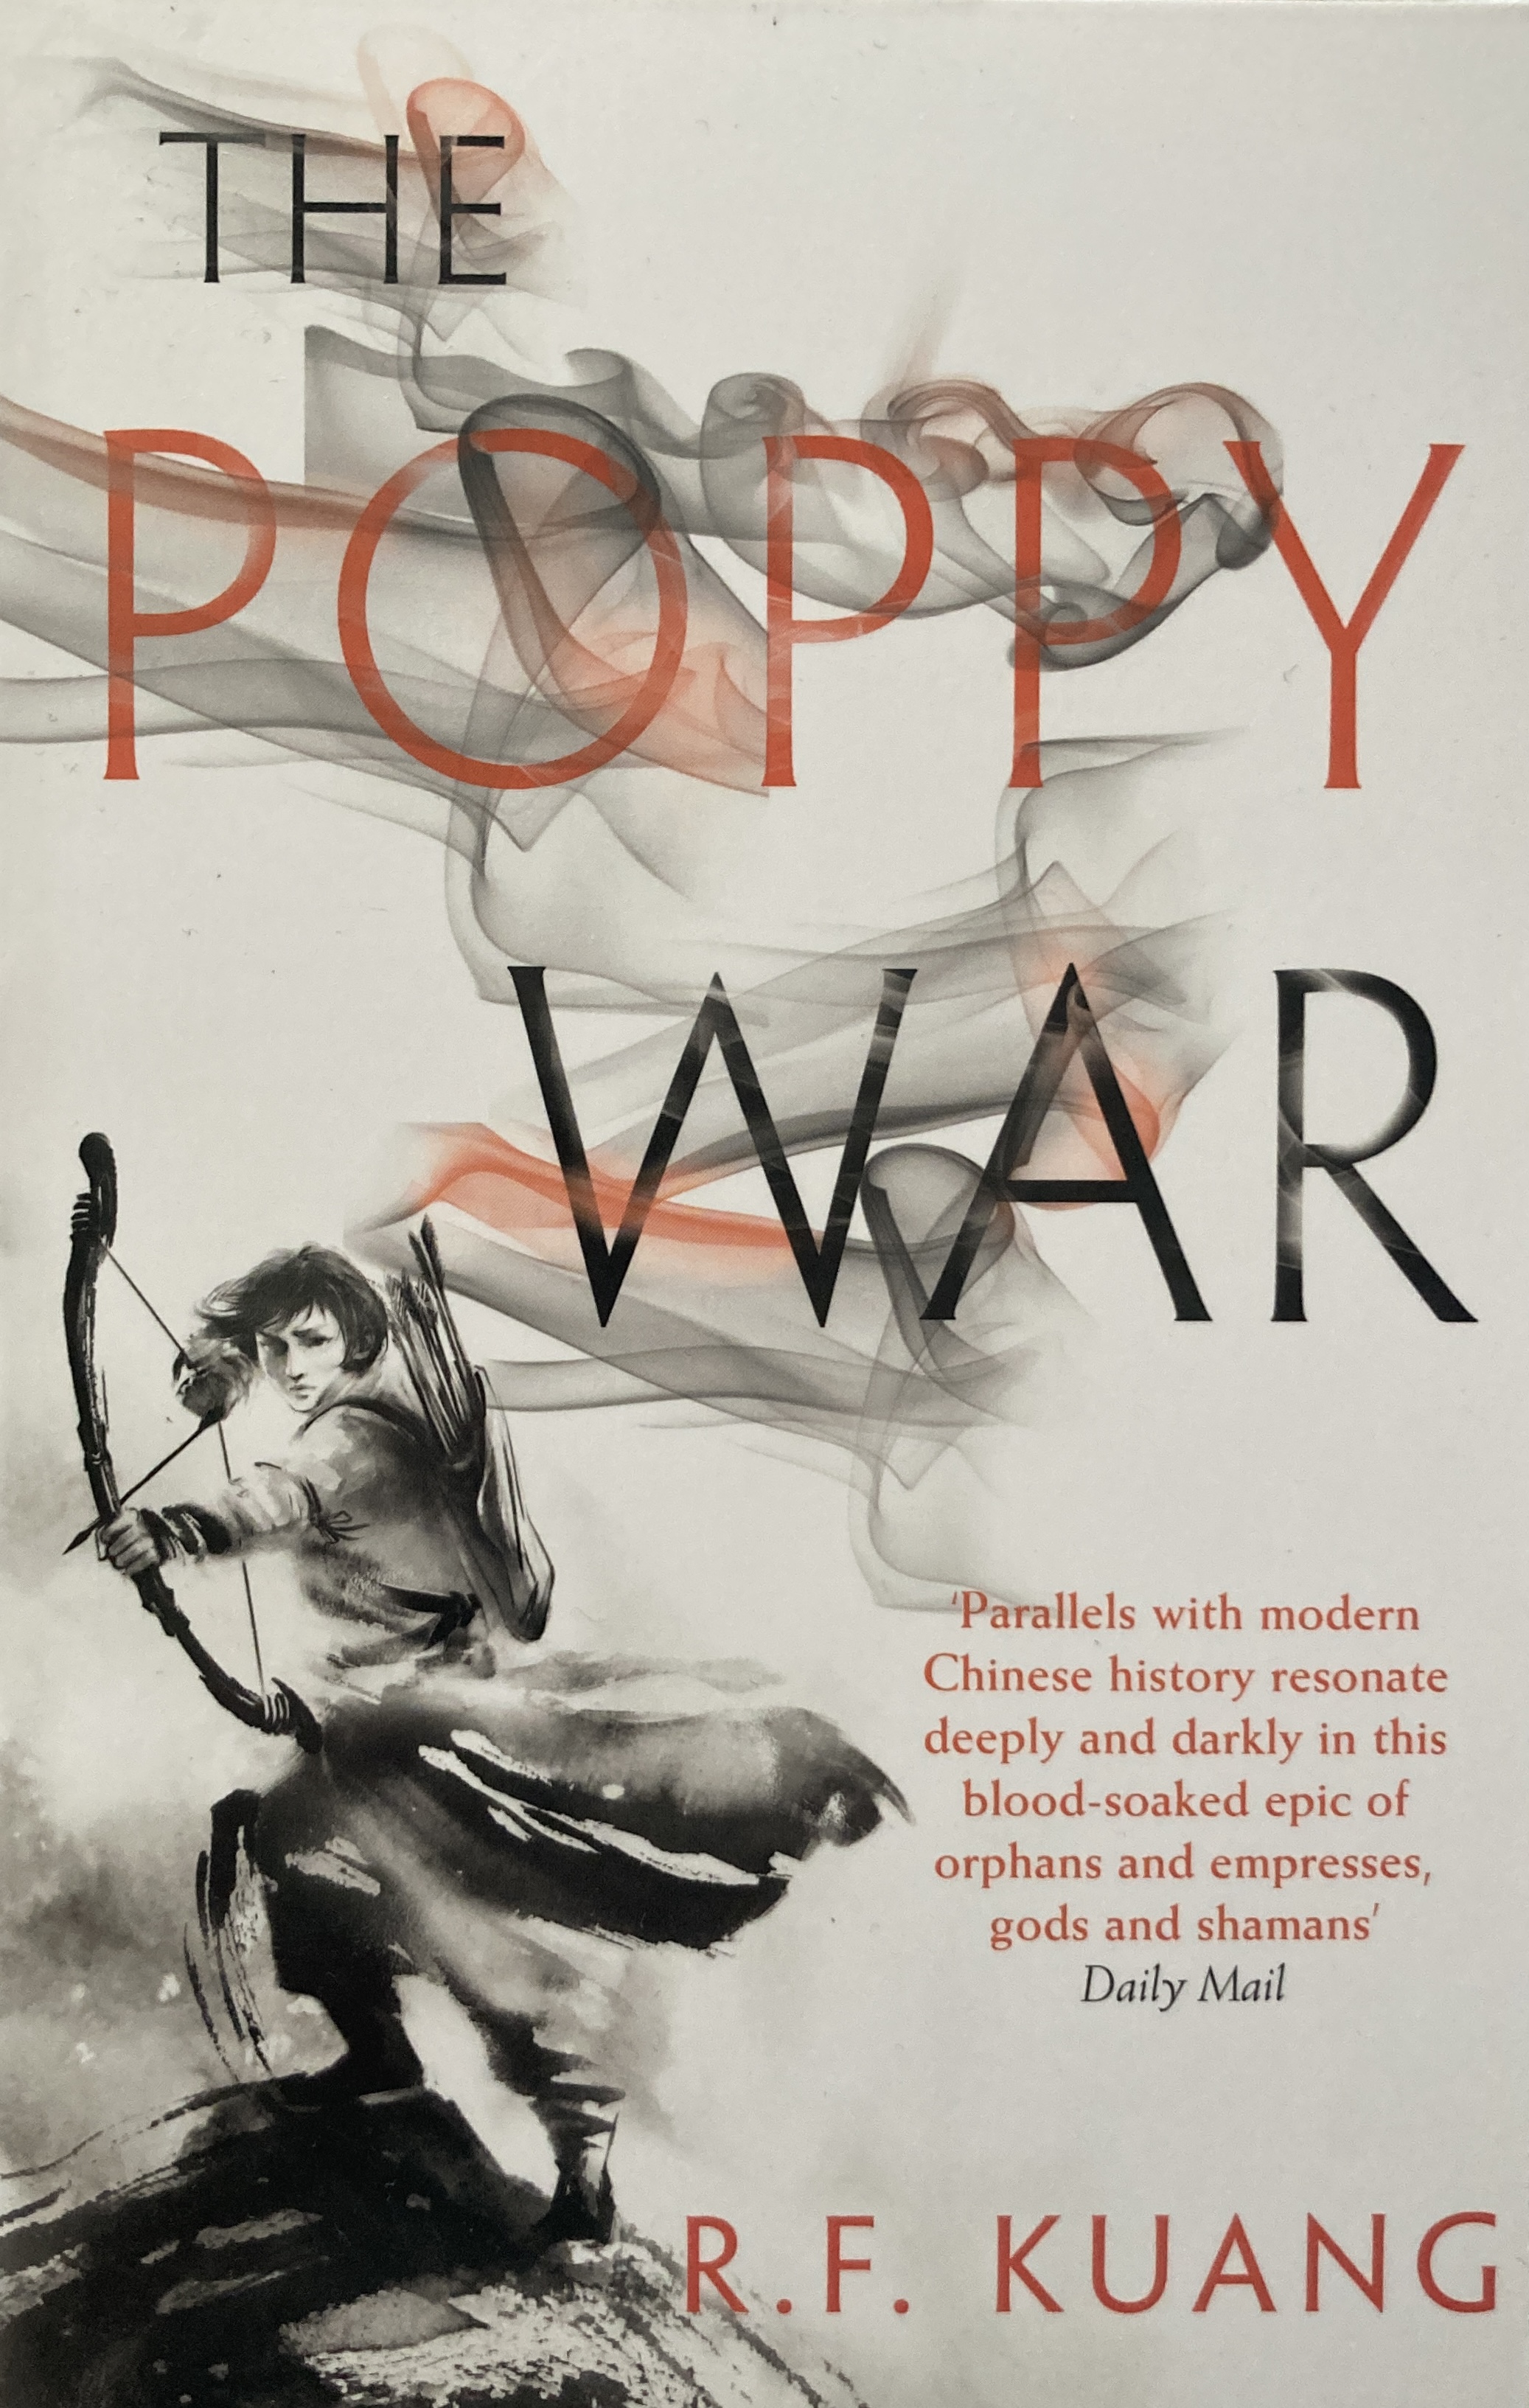 THE
POPPY
WAR
'Parallels with modern
Chinese history resonate
deeply and darkly in this
blood-soaked epic of
orphans and empresses,
gods and shamans'
Daily Mail
R.F. KUANG